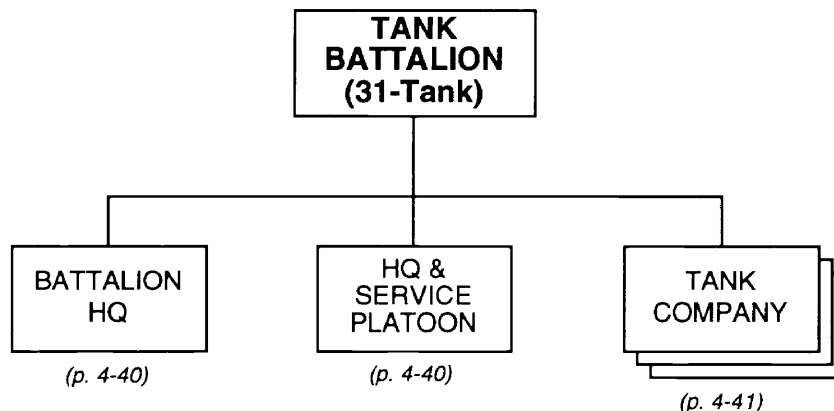 TANK
BATTALION
(31-Tank)
BATTALION
HQ
(p. 4-40)
HQ &
SERVICE
PLATOON
(p. 4-40)
TANK
COMPANY
(p. 4-41)